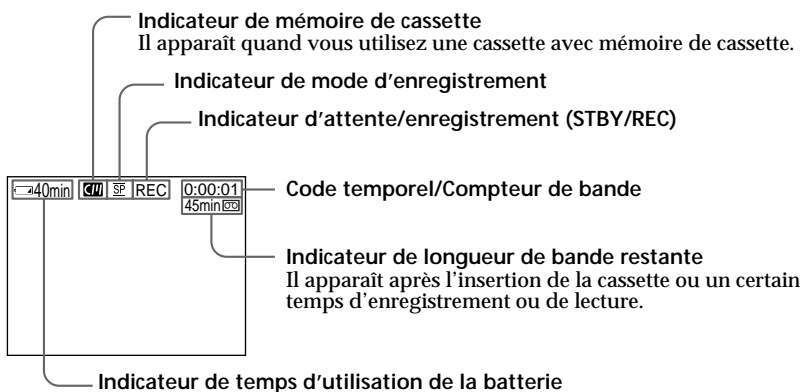 Indicateur de mémoire de cassette
Il apparaît quand vous utilisez une cassette avec mémoire de cassette.
Indicateur de mode d'enregistrement
Indicateur d'attente/enregistrement (STBY/REC)
40min CM SP REC 0:00:01
45min
Code temporel/Compteur de bande
Indicateur de longueur de bande restante
Il apparaît après l'insertion de la cassette ou un certain
temps d'enregistrement ou de lecture.
Indicateur de temps d'utilisation de la batterie